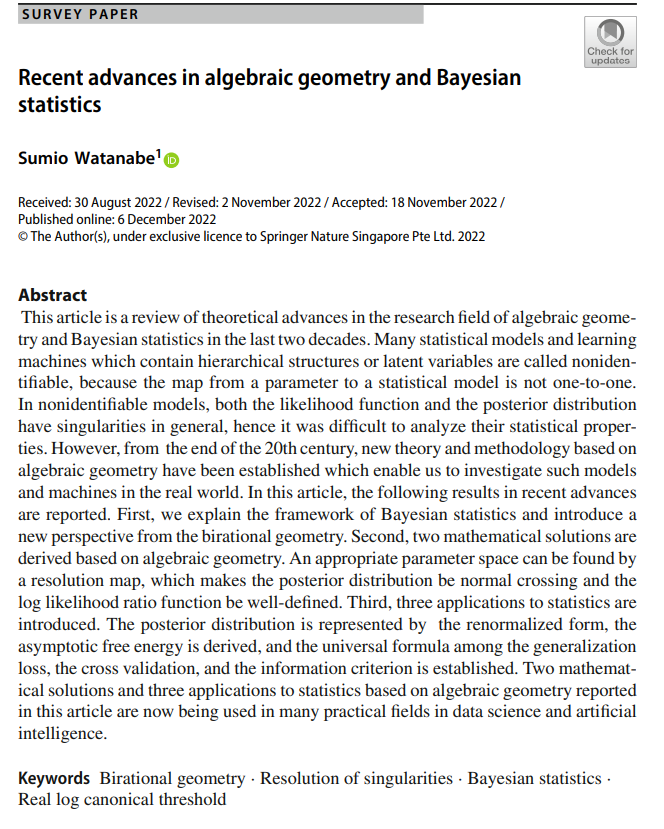 SURVEY PAPER
Check for
updates
Recent advances in algebraic geometry and Bayesian
statistics
Sumio Watanabe1 iD
Received: 30 August 2022 / Revised: 2 November 2022 / Accepted: 18 November 2022 /
Published online: 6 December 2022
© The Author(s), under exclusive licence to Springer Nature Singapore Pte Ltd. 2022
Abstract
This article is a review of theoretical advances in the research field of algebraic geome-
try and Bayesian statistics in the last two decades. Many statistical models and learning
machines which contain hierarchical structures or latent variables are called noniden-
tifiable, because the map from a parameter to a statistical model is not one-to-one.
In nonidentifiable models, both the likelihood function and the posterior distribution
have singularities in general, hence it was difficult to analyze their statistical proper-
ties. However, from the end of the 20th century, new theory and methodology based on
algebraic geometry have been established which enable us to investigate such models
and machines in the real world. In this article, the following results in recent advances
are reported. First, we explain the framework of Bayesian statistics and introduce a
new perspective from the birational geometry. Second, two mathematical solutions are
derived based on algebraic geometry. An appropriate parameter space can be found by
a resolution map, which makes the posterior distribution be normal crossing and the
log likelihood ratio function be well-defined. Third, three applications to statistics are
introduced. The posterior distribution is represented by the renormalized form, the
asymptotic free energy is derived, and the universal formula among the generalization
loss, the cross validation, and the information criterion is established. Two mathemat-
ical solutions and three applications to statistics based on algebraic geometry reported
in this article are now being used in many practical fields in data science and artificial
intelligence.
Keywords Birational geometry · Resolution of singularities · Bayesian statistics ·
Real log canonical threshold